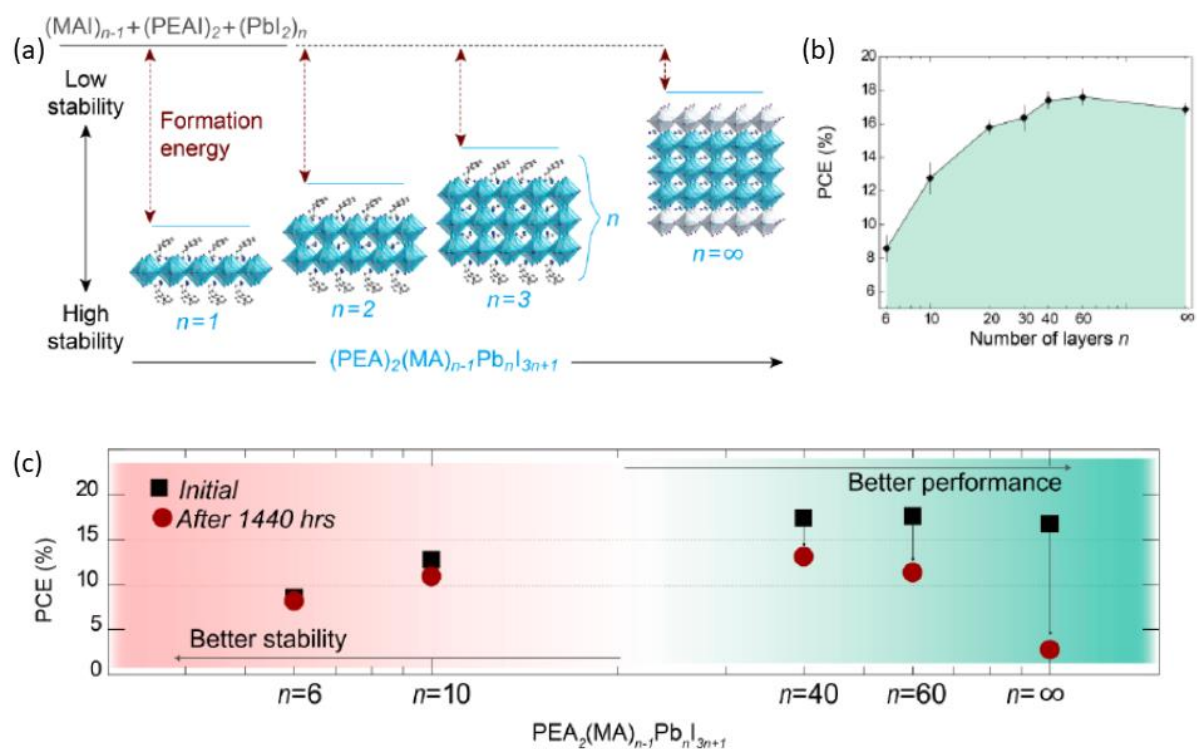 (a)
(MAI)n-1+(PEAI)2+(PbI2)n
Low
stability
Formation
energy
High
stability
n=1
n=2
n=3
n
n=∞
(PEA)2(MA)n-1PbnI3n+1
(b)
PCE (%)
20
18
16
14
12
10
8
6
6 10 20 30 40 60 ∞
Number of layers n
(c)
PCE (%)
20
15
10
5
0
Initial
After 1440 hrs
Better performance
Better stability
n=6 n=10 n=40 n=60 n=∞
PEA2(MA)n-1PbnI3n+1